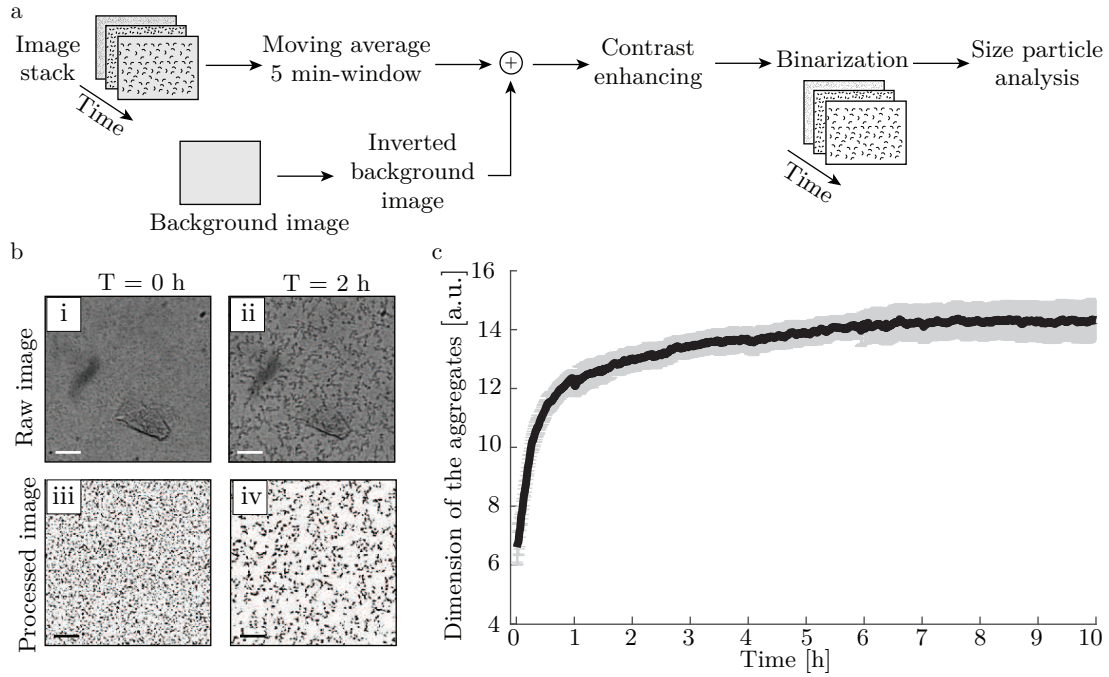 a
Image
stack
Time
Moving average
5 min-window
+
Contrast
enhancing
Binarization
Time
Size particle
analysis
Background image
Inverted
background
image
b
T = 0 h
T = 2 h
Raw image
i
ii
Processed image
iii
iv
c
Dimension of the aggregates [a.u.]
16
14
12
10
8
6
4
0 1 2 3 4 5 6 7 8 9 10
Time [h]